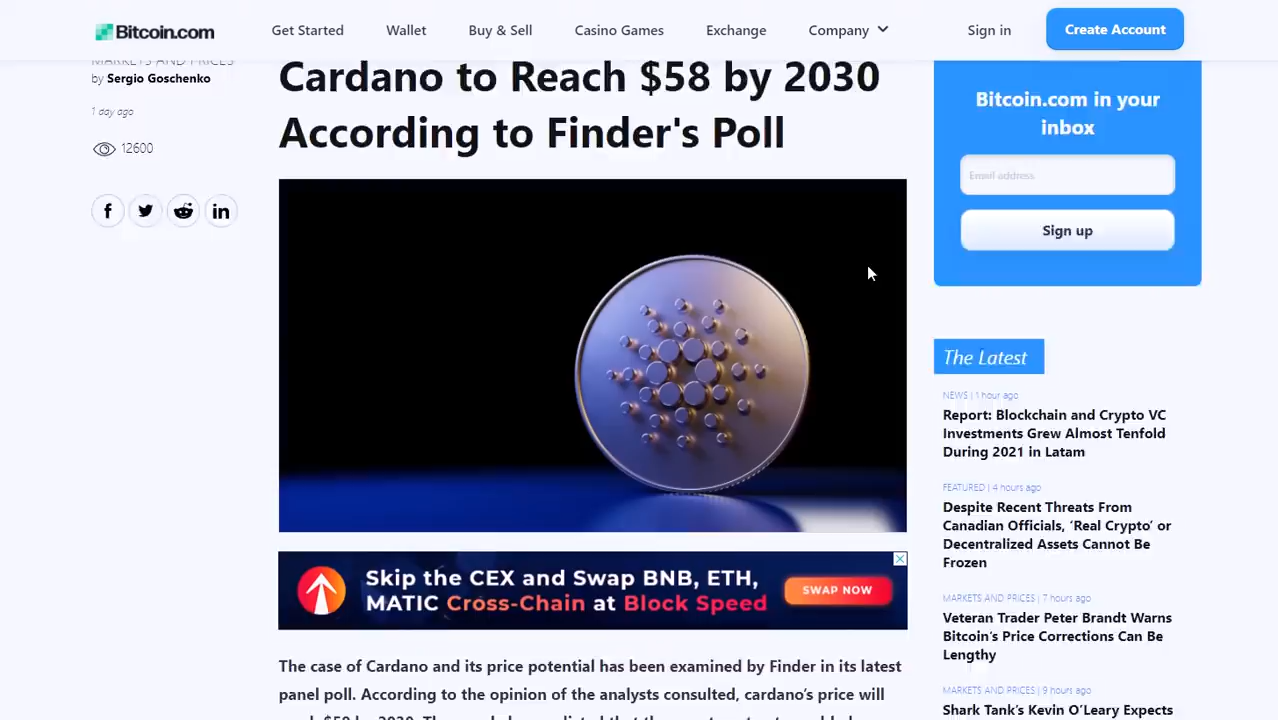 Bitcoin.com
Get Started
Wallet
Buy & Sell
Casino Games
Exchange
Company
Sign in
Create Account
MARKETS AND PRICES
by Sergio Goschenko
1 day ago
12600
Cardano to Reach $58 by 2030
According to Finder's Poll
Bitcoin.com in your
inbox
Email address
Sign up
Skip the CEX and Swap BNB, ETH,
MATIC Cross-Chain at Block Speed
SWAP NOW
The case of Cardano and its price potential has been examined by Finder in its latest
panel poll. According to the opinion of the analysts consulted, cardano's price will
The Latest
NEWS | 1 hour ago
Report: Blockchain and Crypto VC
Investments Grew Almost Tenfold
During 2021 in Latam
FEATURED | 4 hours ago
Despite Recent Threats From
Canadian Officials, ‘Real Crypto’ or
Decentralized Assets Cannot Be
Frozen
MARKETS AND PRICES | 7 hours ago
Veteran Trader Peter Brandt Warns
Bitcoin’s Price Corrections Can Be
Lengthy
MARKETS AND PRICES | 9 hours ago
Shark Tank’s Kevin O’Leary Expects